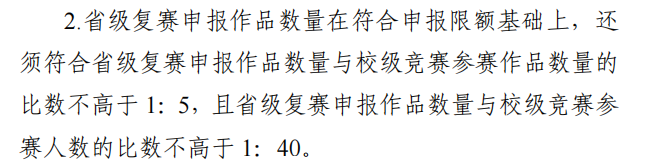 2.省级复赛申报作品数量在符合申报限额基础上，还
须符合省级复赛申报作品数量与校级竞赛参赛作品数量的
比数不高于 1：5，且省级复赛申报作品数量与校级竞赛参
赛人数的比数不高于 1：40。